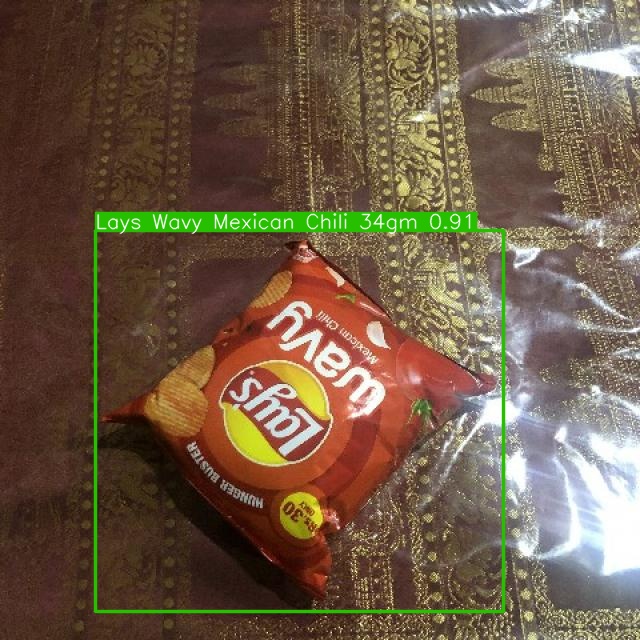 Lays Wavy Mexican Chili 34gm 0.91
wavy
Mexican Chili
Lay's
HUNGER BUSTER
Rs. 30